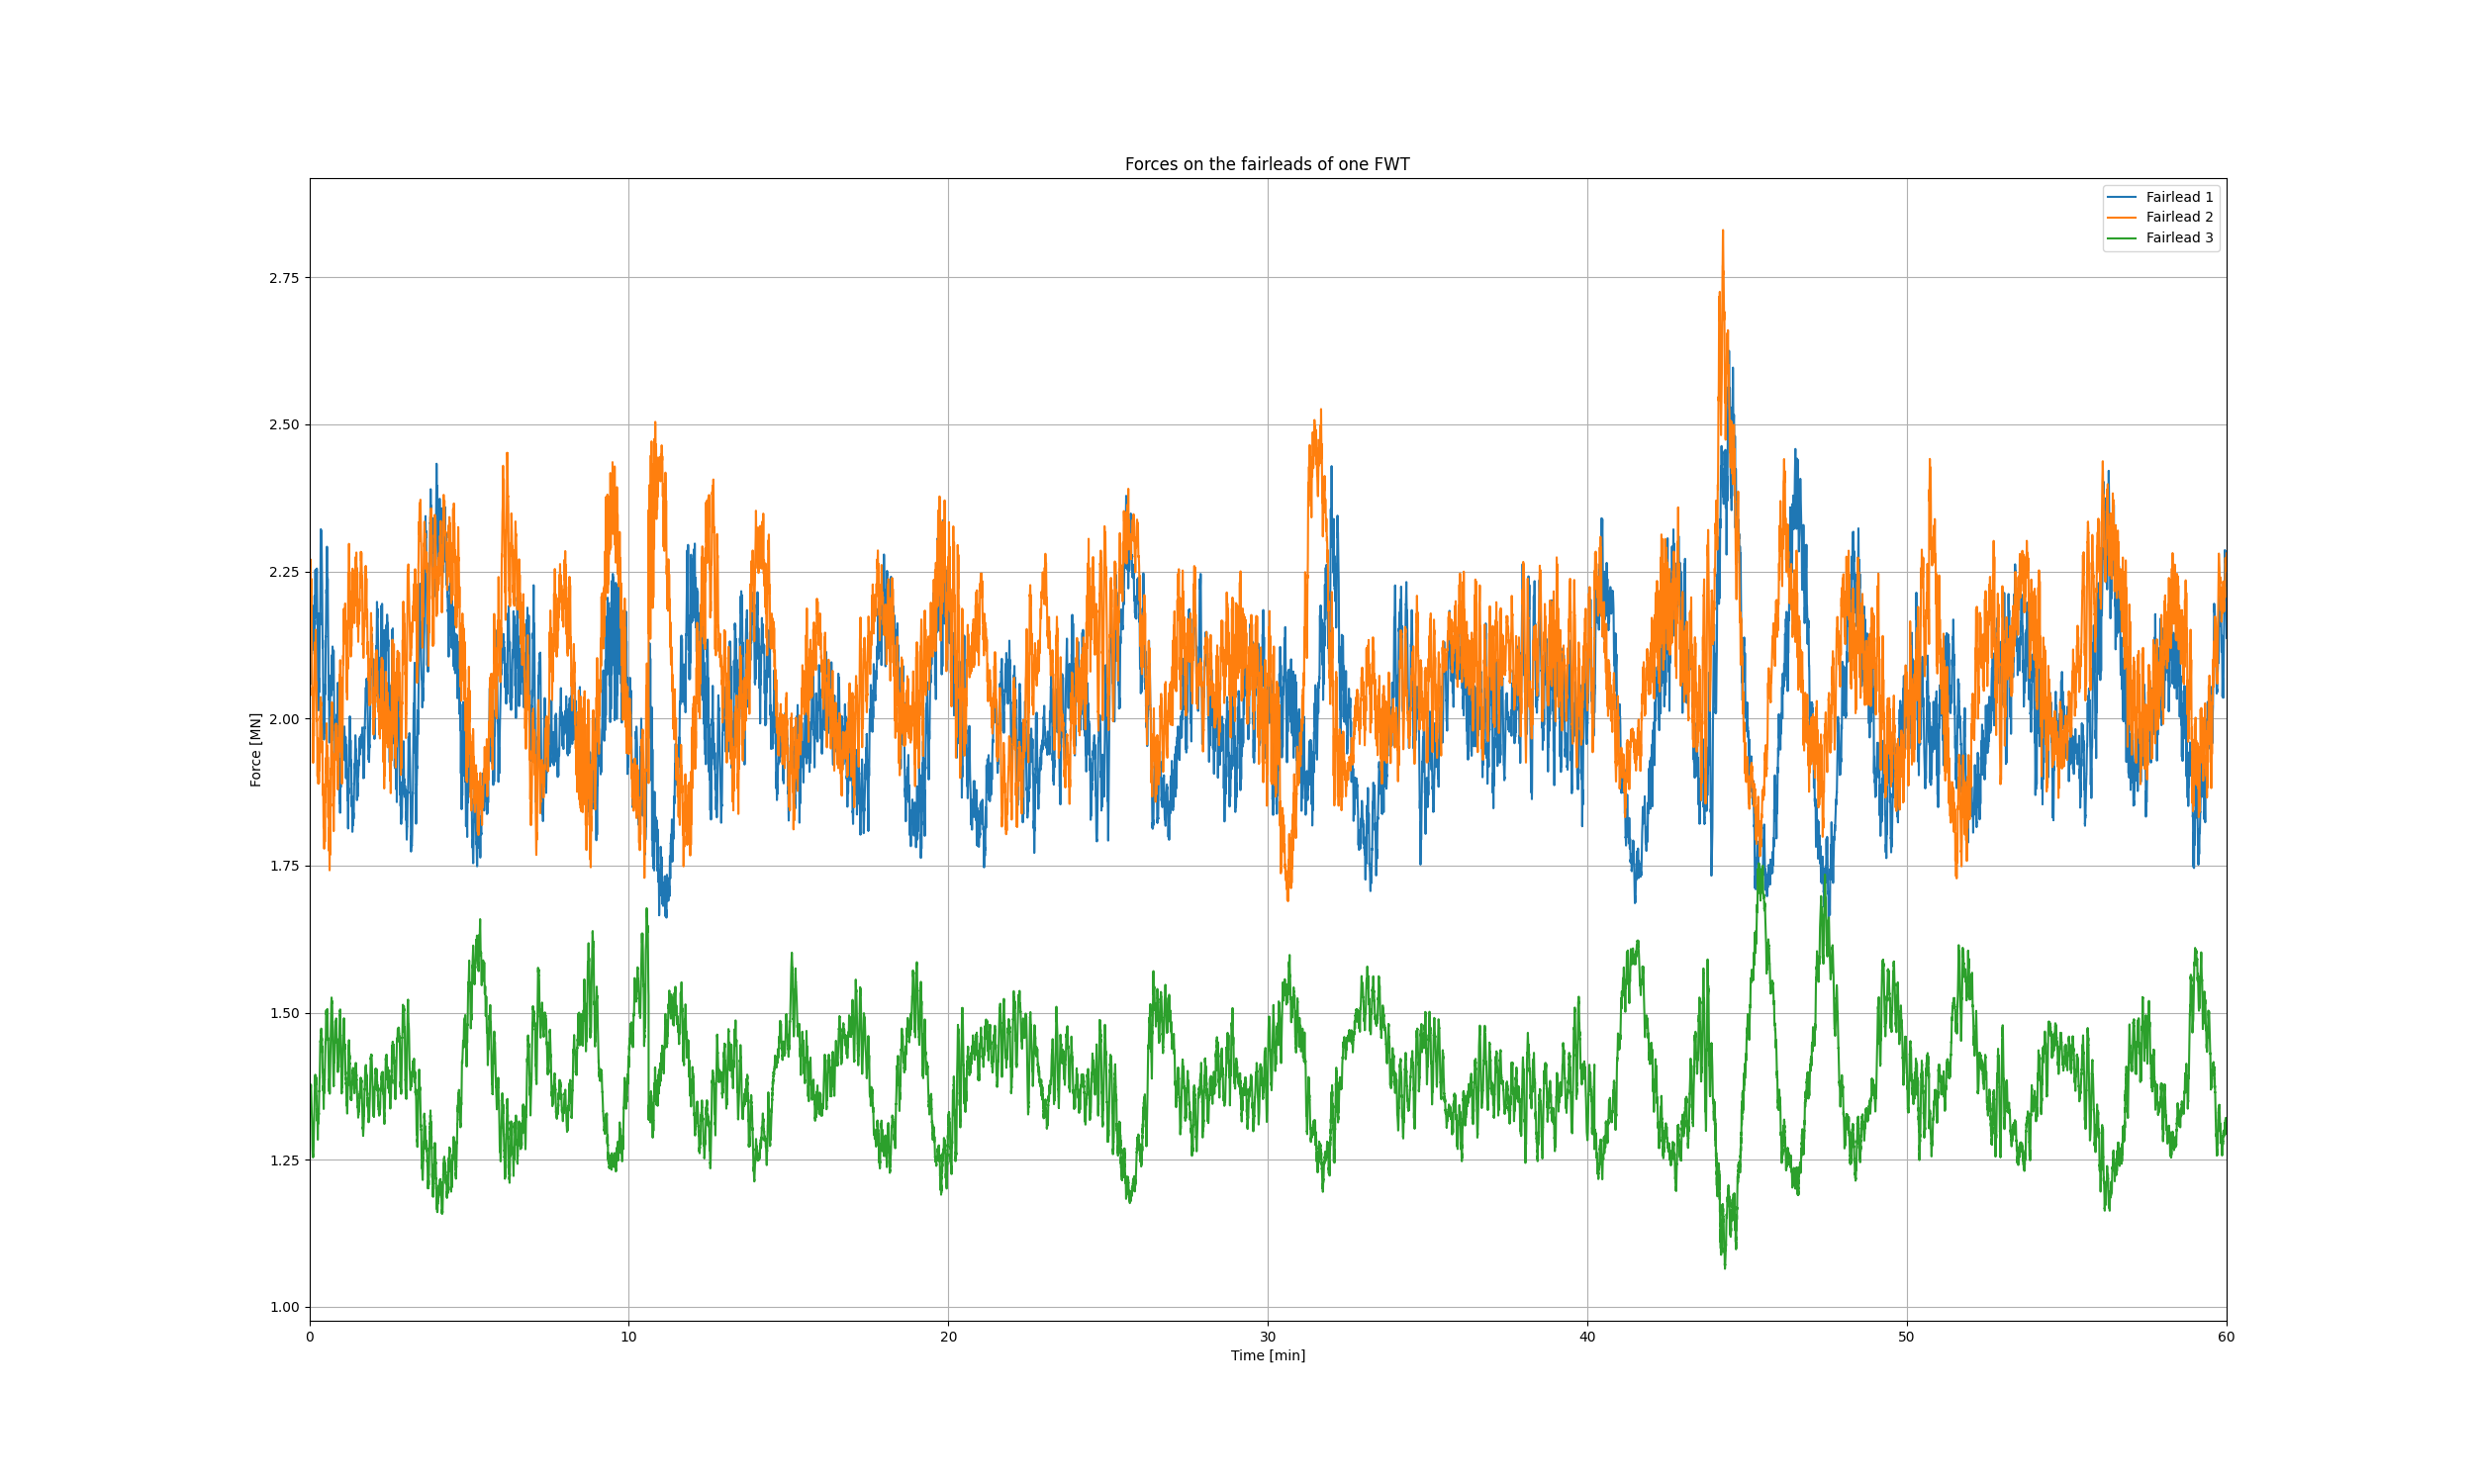 Forces on the fairleads of one FWT
Fairlead 1
Fairlead 2
Fairlead 3
Force [MN]
2.75
2.50
2.25
2.00
1.75
1.50
1.25
1.00
0 10 20 30 40 50 60
Time [min]